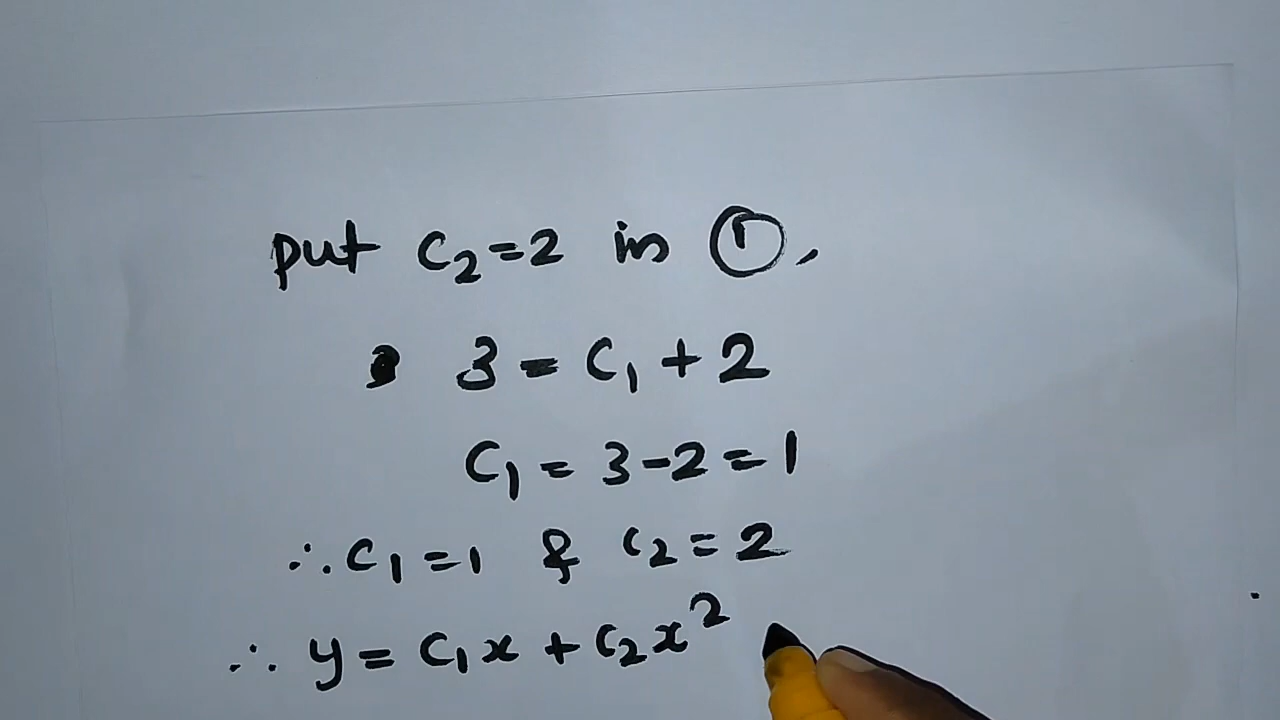 put C₂=2 in ①,
3 = C₁ + 2
C₁ = 3-2 = 1
∴ C₁ = 1 & C₂ = 2
∴ y = C₁x + C₂x²